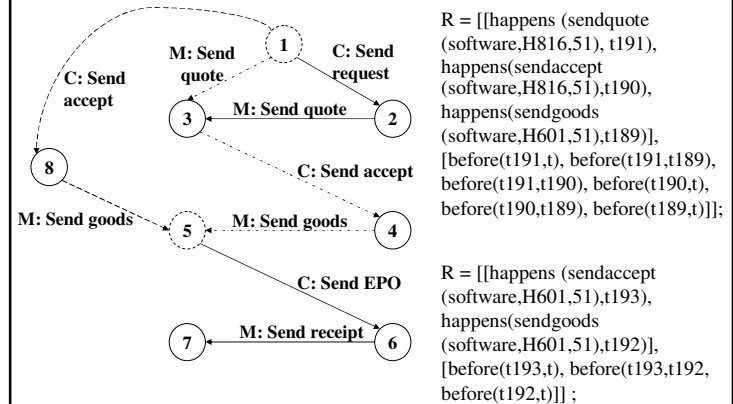 1
M: Send
quote
C: Send
request
C: Send
accept
3
M: Send quote
2
8
C: Send accept
M: Send goods
5
M: Send goods
4
C: Send EPO
7
M: Send receipt
6
R = [[happens (sendquote
(software,H816,51), t191),
happens(sendaccept
(software,H816,51),t190),
happens(sendgoods
(software,H601,51),t189)],
[before(t191,t), before(t191,t189),
before(t191,t190), before(t190,t),
before(t190,t189), before(t189,t)]];
R = [[happens (sendaccept
(software,H601,51),t193),
happens(sendgoods
(software,H601,51),t192)],
[before(t193,t), before(t193,t192,
before(t192,t)]] ;